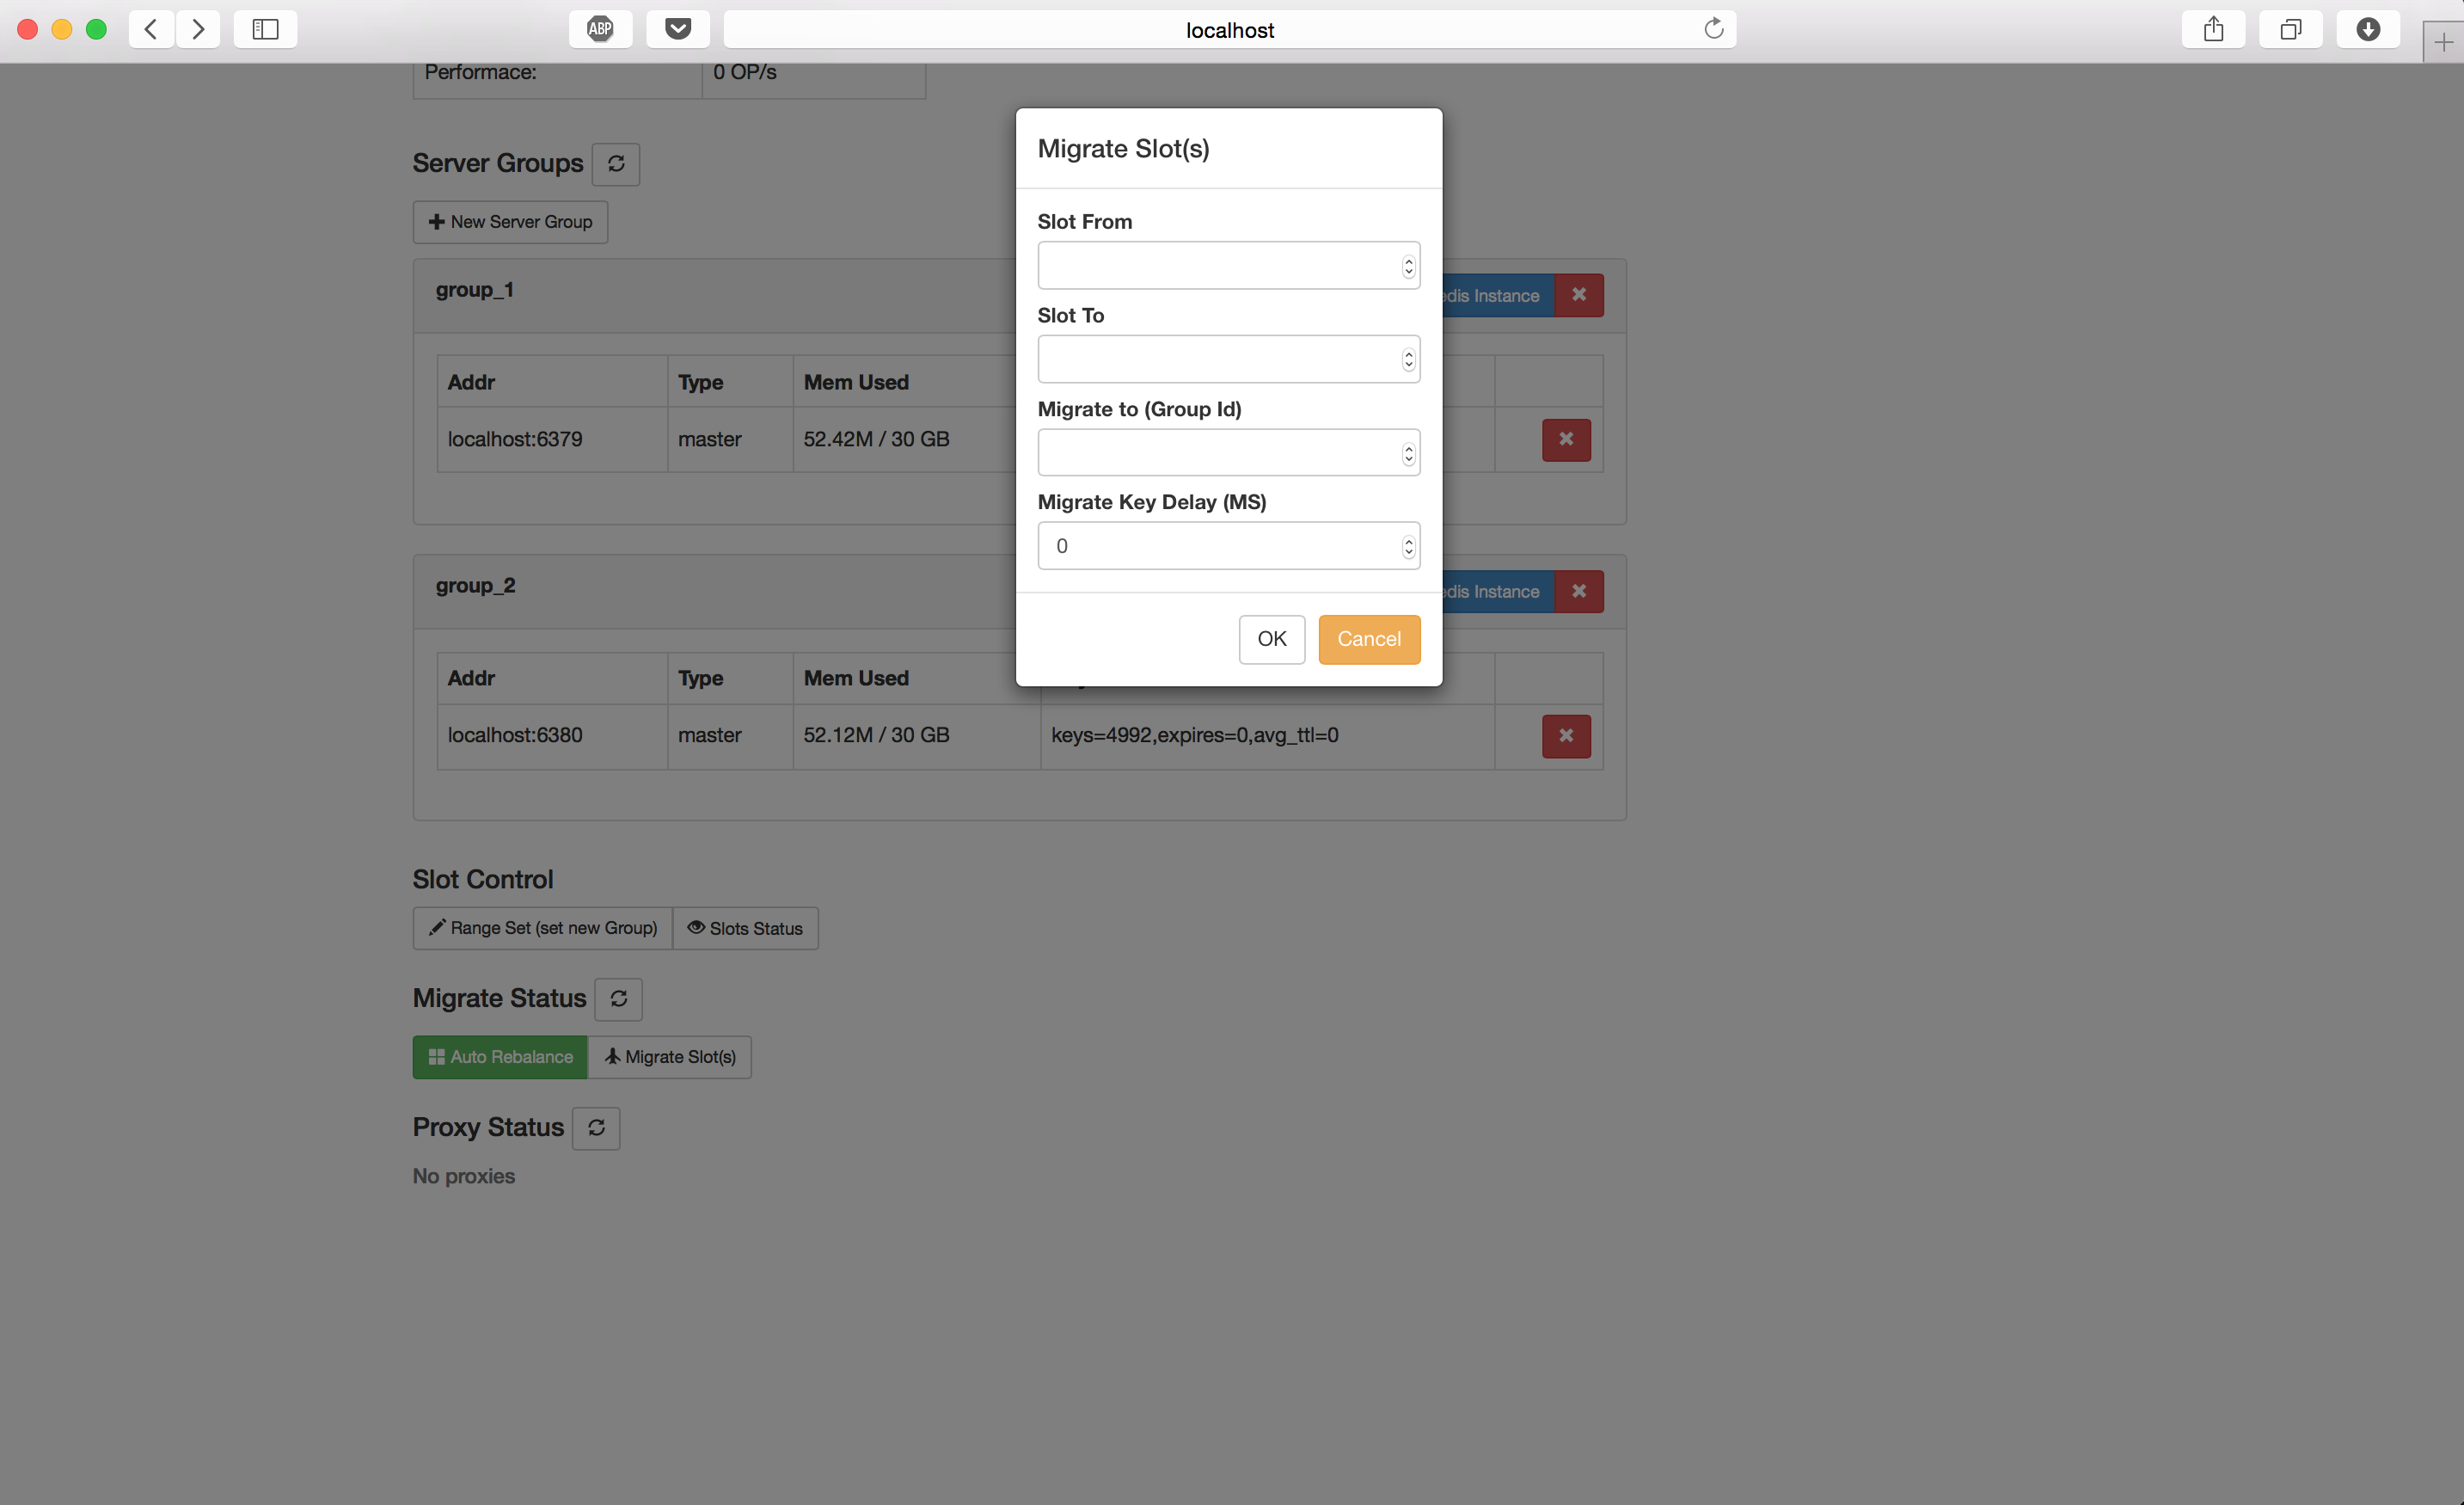 ABP
localhost
Performace: 0 OP/s
Server Groups
New Server Group
Migrate Slot(s)
Slot From
Slot To
Migrate to (Group Id)
Migrate Key Delay (MS)
0
OK Cancel
group_1 Instance
Addr Type Mem Used
localhost:6379 master 52.42M / 30 GB
group_2 Instance
Addr Type Mem Used
localhost:6380 master 52.12M / 30 GB keys=4992,expires=0,avg_ttl=0
Slot Control
Range Set (set new Group) Slots Status
Migrate Status
Auto Rebalance Migrate Slot(s)
Proxy Status
No proxies